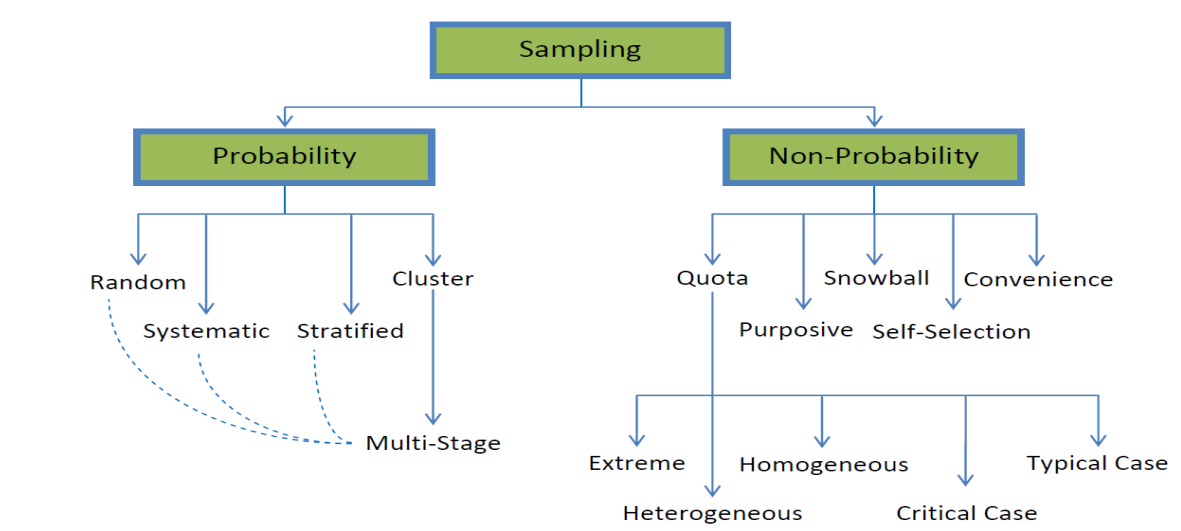 Sampling
Probability
Non-Probability
Random
Cluster
Quota
Snowball
Convenience
Systematic
Stratified
Purposive
Self-Selection
Multi-Stage
Extreme
Homogeneous
Typical Case
Heterogeneous
Critical Case